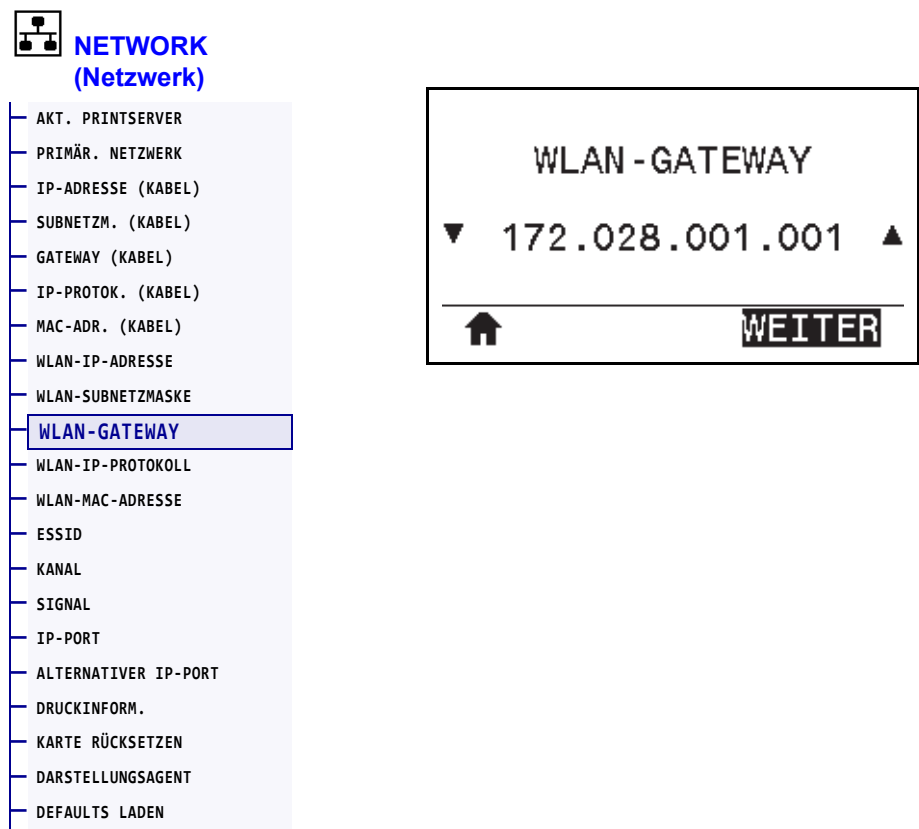 NETWORK
(Netzwerk)
AKT. PRINTSERVER
PRIMÄR. NETZWERK
IP-ADRESSE (KABEL)
SUBNETZM. (KABEL)
GATEWAY (KABEL)
IP-PROTOK. (KABEL)
MAC-ADR. (KABEL)
WLAN-IP-ADRESSE
WLAN-SUBNETZMASKE
WLAN-GATEWAY
WLAN-IP-PROTOKOLL
WLAN-MAC-ADRESSE
ESSID
KANAL
SIGNAL
IP-PORT
ALTERNATIVER IP-PORT
DRUCKINFORM.
KARTE RÜCKSETZEN
DARSTELLUNGSAGENT
DEFAULTS LADEN
WLAN-GATEWAY
172.028.001.001
WEITER